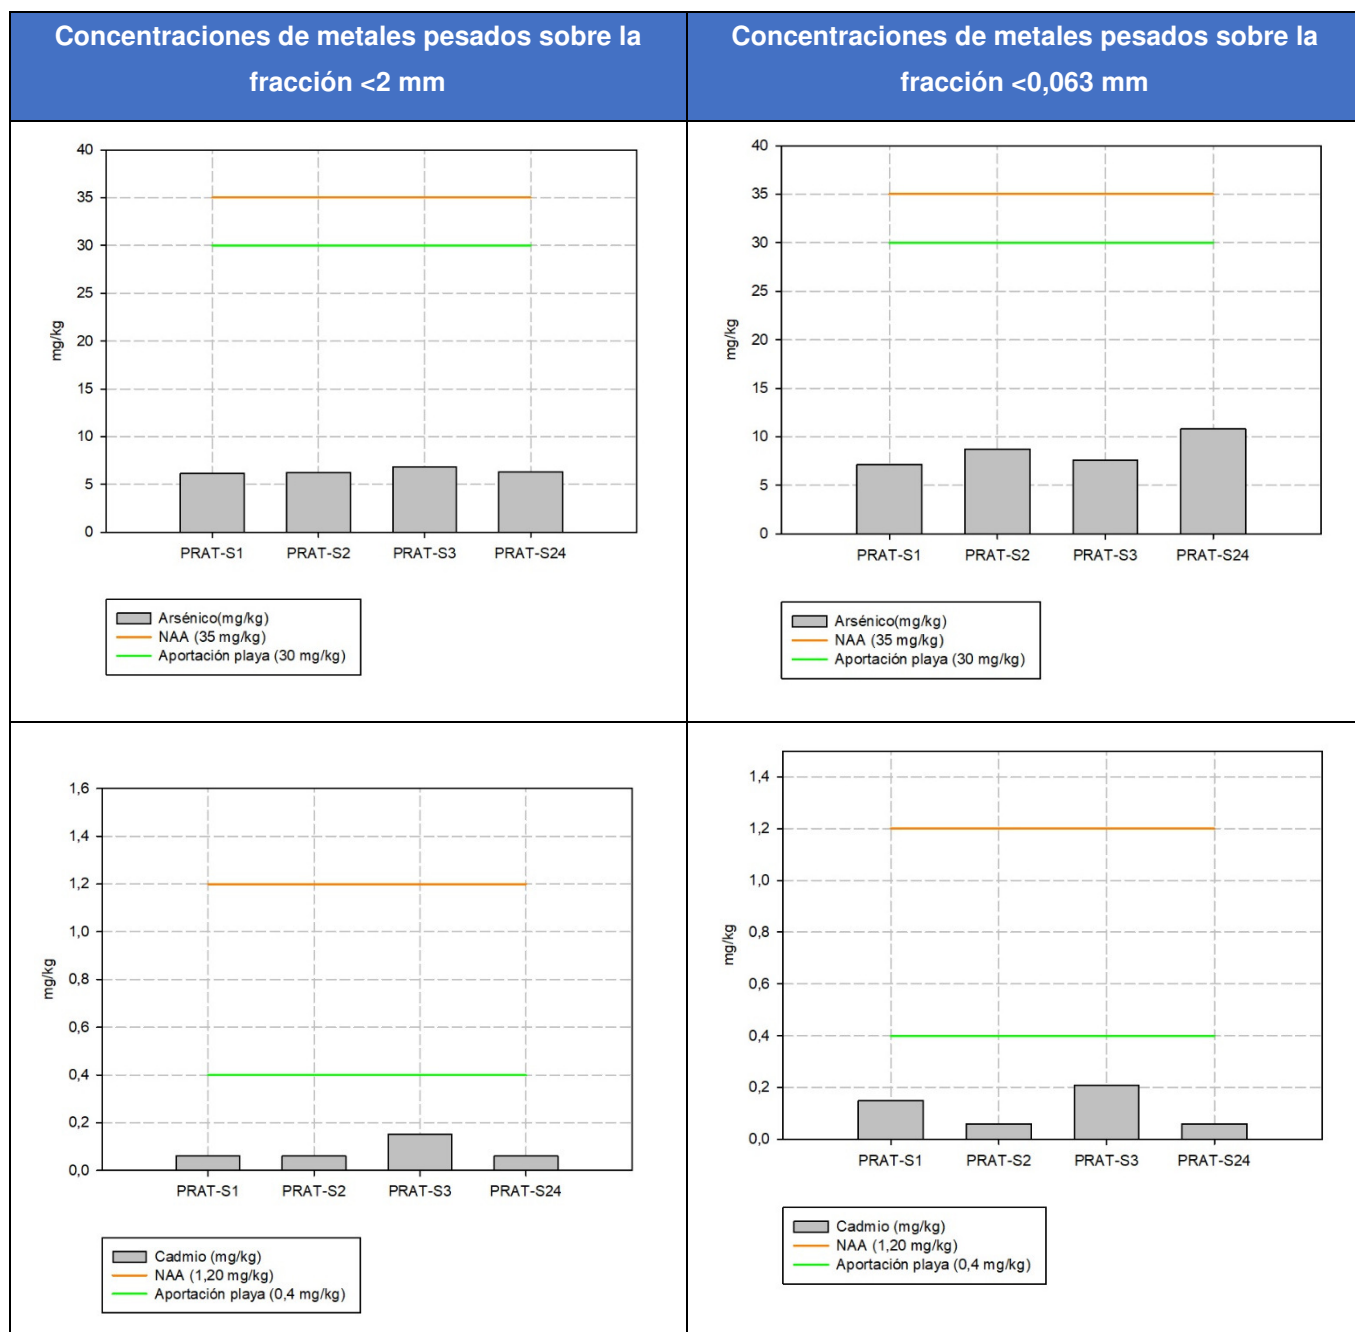 Concentraciones de metales pesados sobre la
fracción <2 mm
Concentraciones de metales pesados sobre la
fracción <0,063 mm
40
35
30
25
20
15
10
5
0
mg/kg
PRAT-S1
PRAT-S2
PRAT-S3
PRAT-S24
Arsénico(mg/kg)
NAA (35 mg/kg)
Aportación playa (30 mg/kg)
40
35
30
25
20
15
10
5
0
mg/kg
PRAT-S1
PRAT-S2
PRAT-S3
PRAT-S24
Arsénico(mg/kg)
NAA (35 mg/kg)
Aportación playa (30 mg/kg)
1,6
1,4
1,2
1,0
0,8
0,6
0,4
0,2
0,0
mg/kg
PRAT-S1
PRAT-S2
PRAT-S3
PRAT-S24
Cadmio (mg/kg)
NAA (1,20 mg/kg)
Aportación playa (0,4 mg/kg)
1,4
1,2
1,0
0,8
0,6
0,4
0,2
0,0
mg/kg
PRAT-S1
PRAT-S2
PRAT-S3
PRAT-S24
Cadmio (mg/kg)
NAA (1,20 mg/kg)
Aportación playa (0,4 mg/kg)